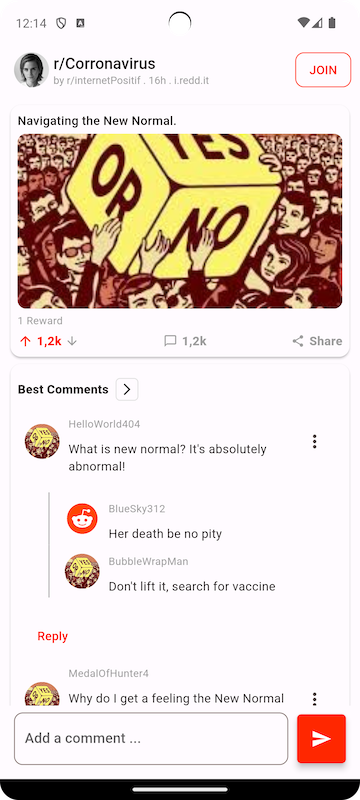 12:14
r/Corronavirus
by r/internetPositif . 16h . i.redd.it
JOIN
Navigating the New Normal.
YES
OR
NO
1 Reward
1,2k
1,2k
Share
Best Comments
HelloWorld404
What is new normal? It's absolutely
abnormal!
BlueSky312
Her death be no pity
BubbleWrapMan
Don't lift it, search for vaccine
Reply
MedalOfHunter4
Why do I get a feeling the New Normal
Add a comment ...